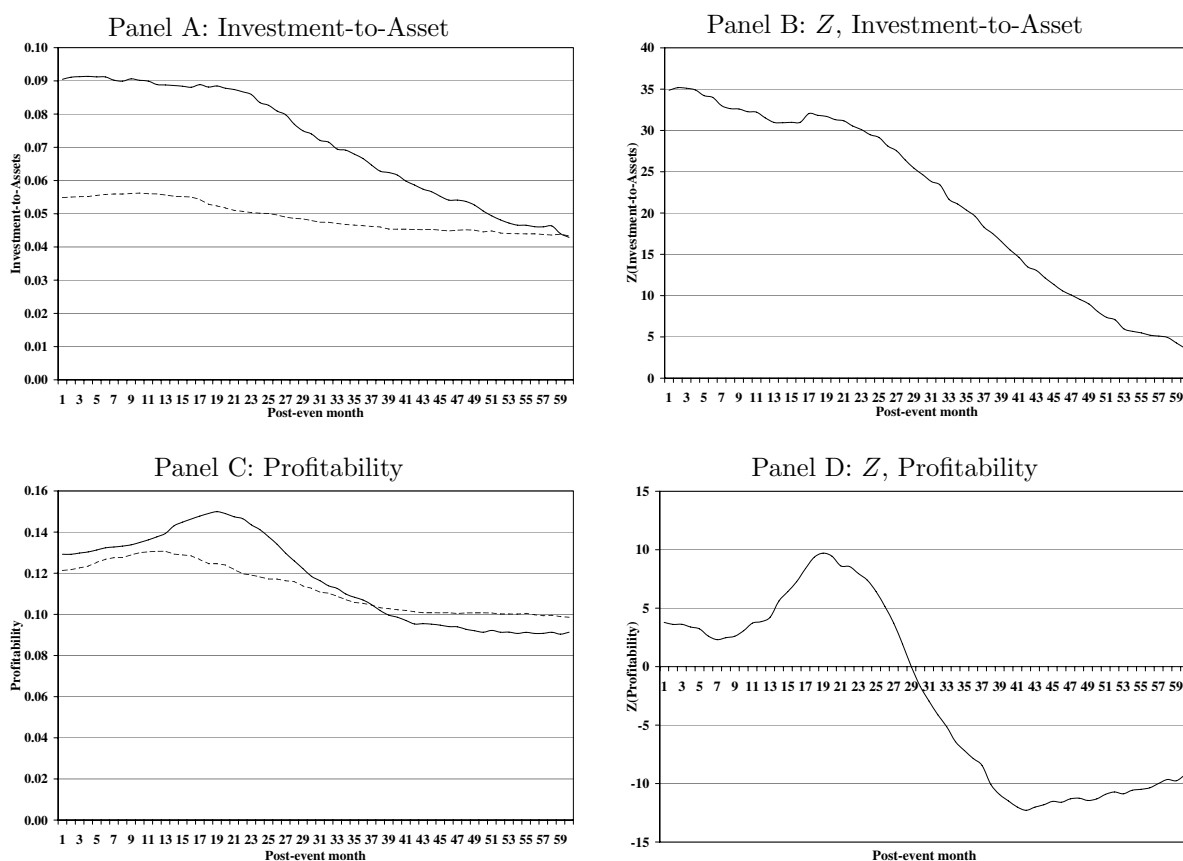 Panel A: Investment-to-Asset
0.10
0.09
0.08
0.07
0.06
0.05
0.04
0.03
0.02
0.01
0.00
Investment-to-Assets
1 3 5 7 9 11 13 15 17 19 21 23 25 27 29 31 33 35 37 39 41 43 45 47 49 51 53 55 57 59
Post-even month
Panel B: Z, Investment-to-Asset
40
35
30
25
20
15
10
5
0
Z(Investment-to-Assets)
1 3 5 7 9 11 13 15 17 19 21 23 25 27 29 31 33 35 37 39 41 43 45 47 49 51 53 55 57 59
Post-event month
Panel C: Profitability
0.16
0.14
0.12
0.10
0.08
0.06
0.04
0.02
0.00
Profitability
1 3 5 7 9 11 13 15 17 19 21 23 25 27 29 31 33 35 37 39 41 43 45 47 49 51 53 55 57 59
Post-event month
Panel D: Z, Profitability
15
10
5
0
-5
-10
-15
Z(Profitability)
1 3 5 7 9 11 13 15 17 19 21 23 25 27 29 31 33 35 37 39 41 43 45 47 49 51 53 55 57 59
Post-event month